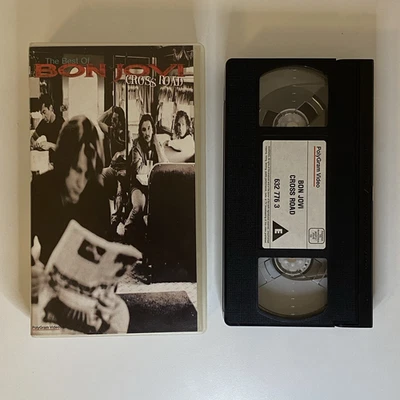 The Best Of
BON JOVI
CROSS ROAD
PolyGram Video
PolyGram Video
BON JOVI
CROSS ROAD
632 776 3
E